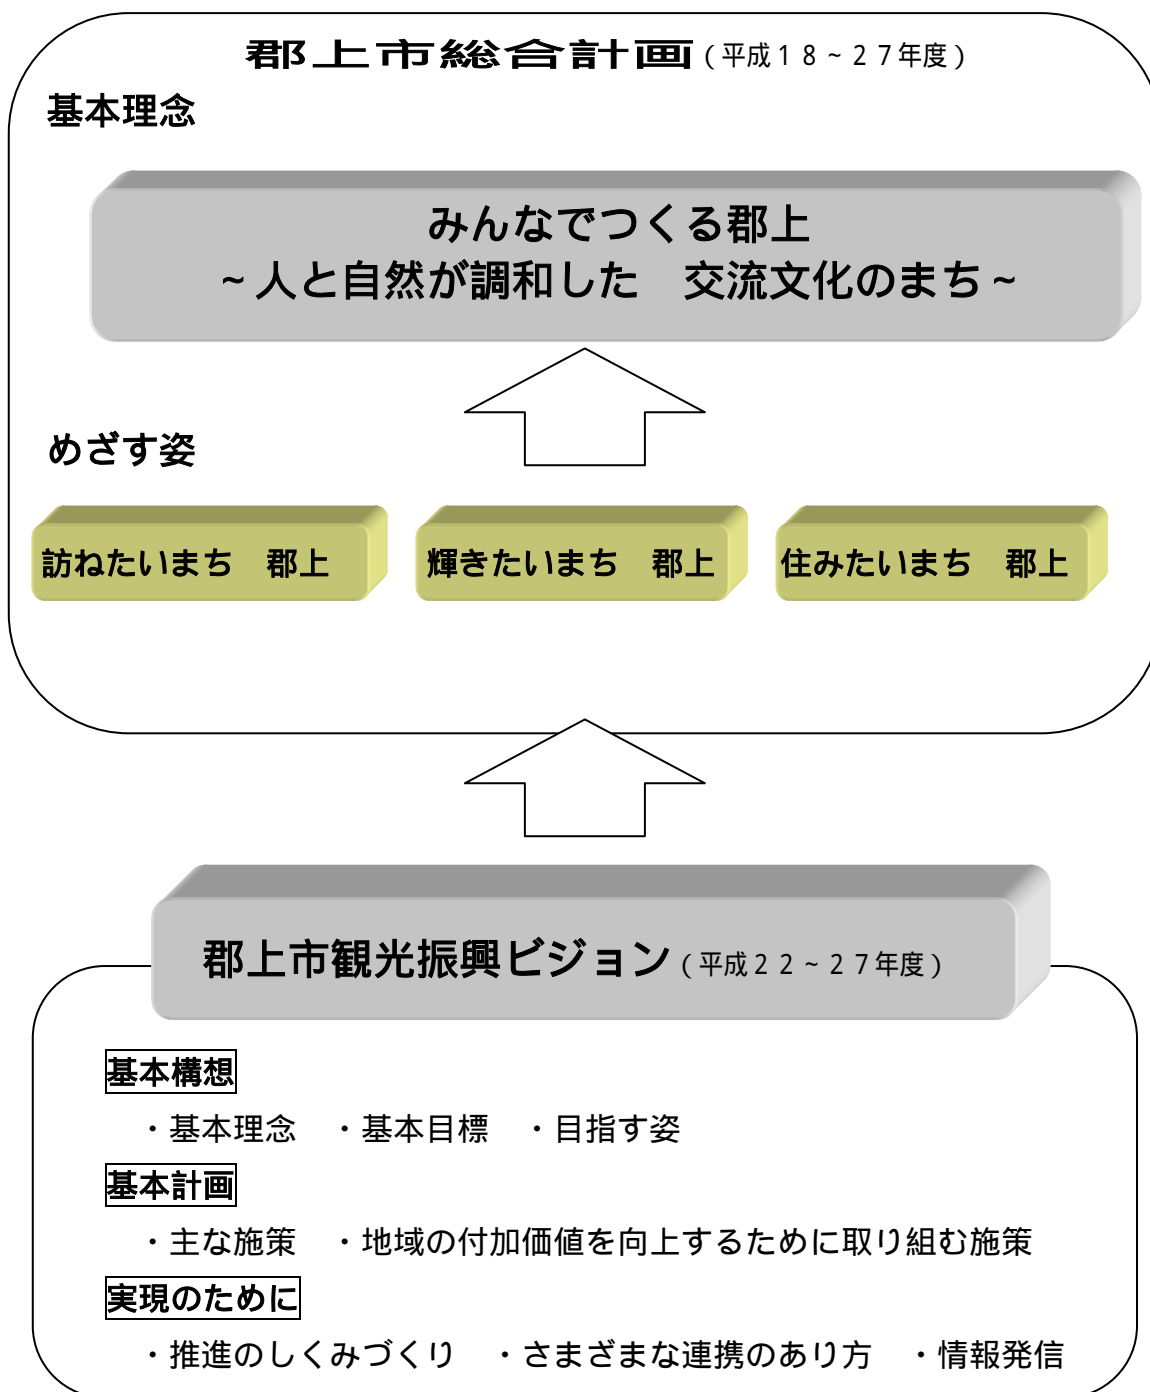 郡上市総合計画（平成１８～２７年度）
基本理念
みんなでつくる郡上
～人と自然が調和した　交流文化のまち～
めざす姿
訪ねたいまち　郡上
輝きたいまち　郡上
住みたいまち　郡上
郡上市観光振興ビジョン（平成２２～２７年度）
基本構想
・基本理念　・基本目標　・目指す姿
基本計画
・主な施策　・地域の付加価値を向上するために取り組む施策
実現のために
・推進のしくみづくり　・さまざまな連携のあり方　・情報発信